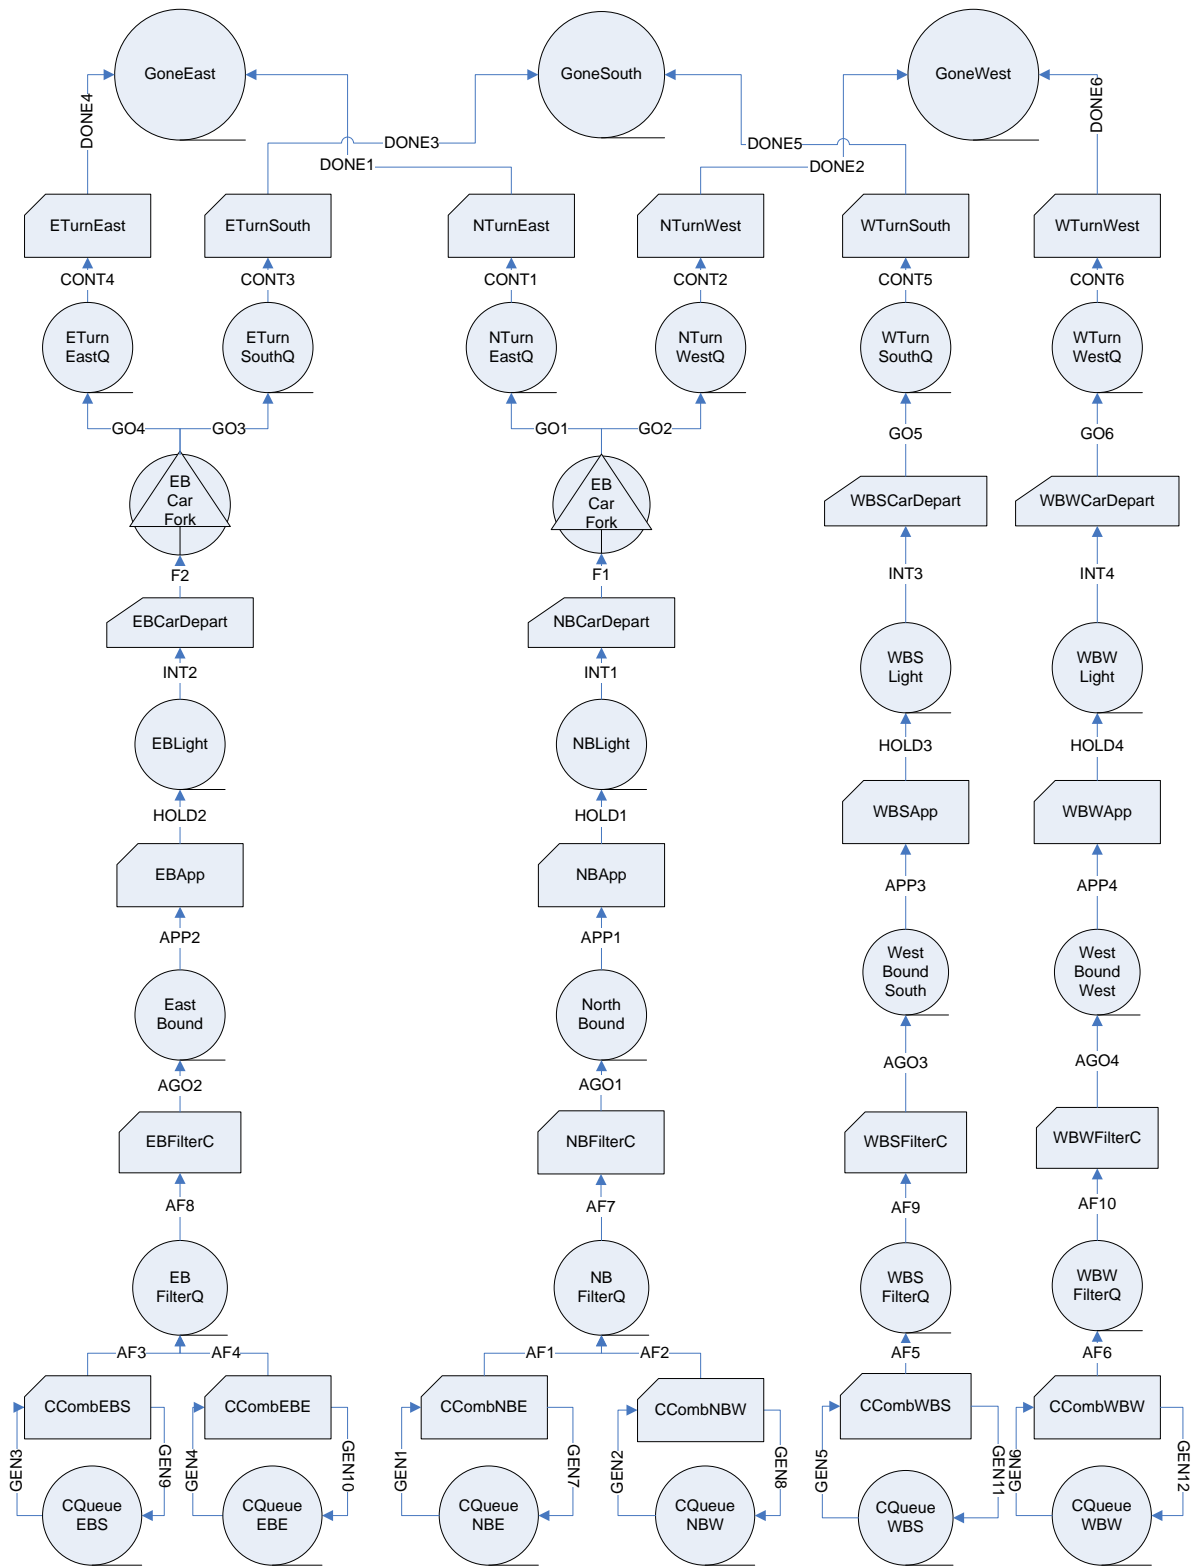 GoneEast
GoneSouth
GoneWest
DONE4
DONE3
DONE1
DONE5
DONE2
DONE6
ETurnEast
ETurnSouth
NTurnEast
NTurnWest
WTurnSouth
WTurnWest
CONT4
CONT3
CONT1
CONT2
CONT5
CONT6
ETurn
EastQ
ETurn
SouthQ
NTurn
EastQ
NTurn
WestQ
WTurn
SouthQ
WTurn
WestQ
GO4
GO3
GO1
GO2
GO5
GO6
EB
Car
Fork
EB
Car
Fork
WBSCarDepart
WBWCarDepart
F2
F1
INT3
INT4
EBCarDepart
NBCarDepart
WBS
Light
WBW
Light
INT2
INT1
EBLight
NBLight
HOLD3
HOLD4
HOLD2
HOLD1
WBSApp
WBWApp
EBApp
NBApp
APP3
APP4
APP2
APP1
West
Bound
South
West
Bound
West
East
Bound
North
Bound
AGO3
AGO4
AGO2
AGO1
EBFilterC
NBFilterC
WBSFilterC
WBWFilterC
AF8
AF7
AF9
AF10
EB
FilterQ
NB
FilterQ
WBS
FilterQ
WBW
FilterQ
AF3
AF4
AF1
AF2
AF5
AF6
CCombEBS
CCombEBE
CCombNBE
CCombNBW
CCombWBS
CCombWBW
GEN3
GEN9
GEN4
GEN10
GEN1
GEN7
GEN2
GEN8
GEN5
GEN11
GEN6
GEN12
CQueue
EBS
CQueue
EBE
CQueue
NBE
CQueue
NBW
CQueue
WBS
CQueue
WBW